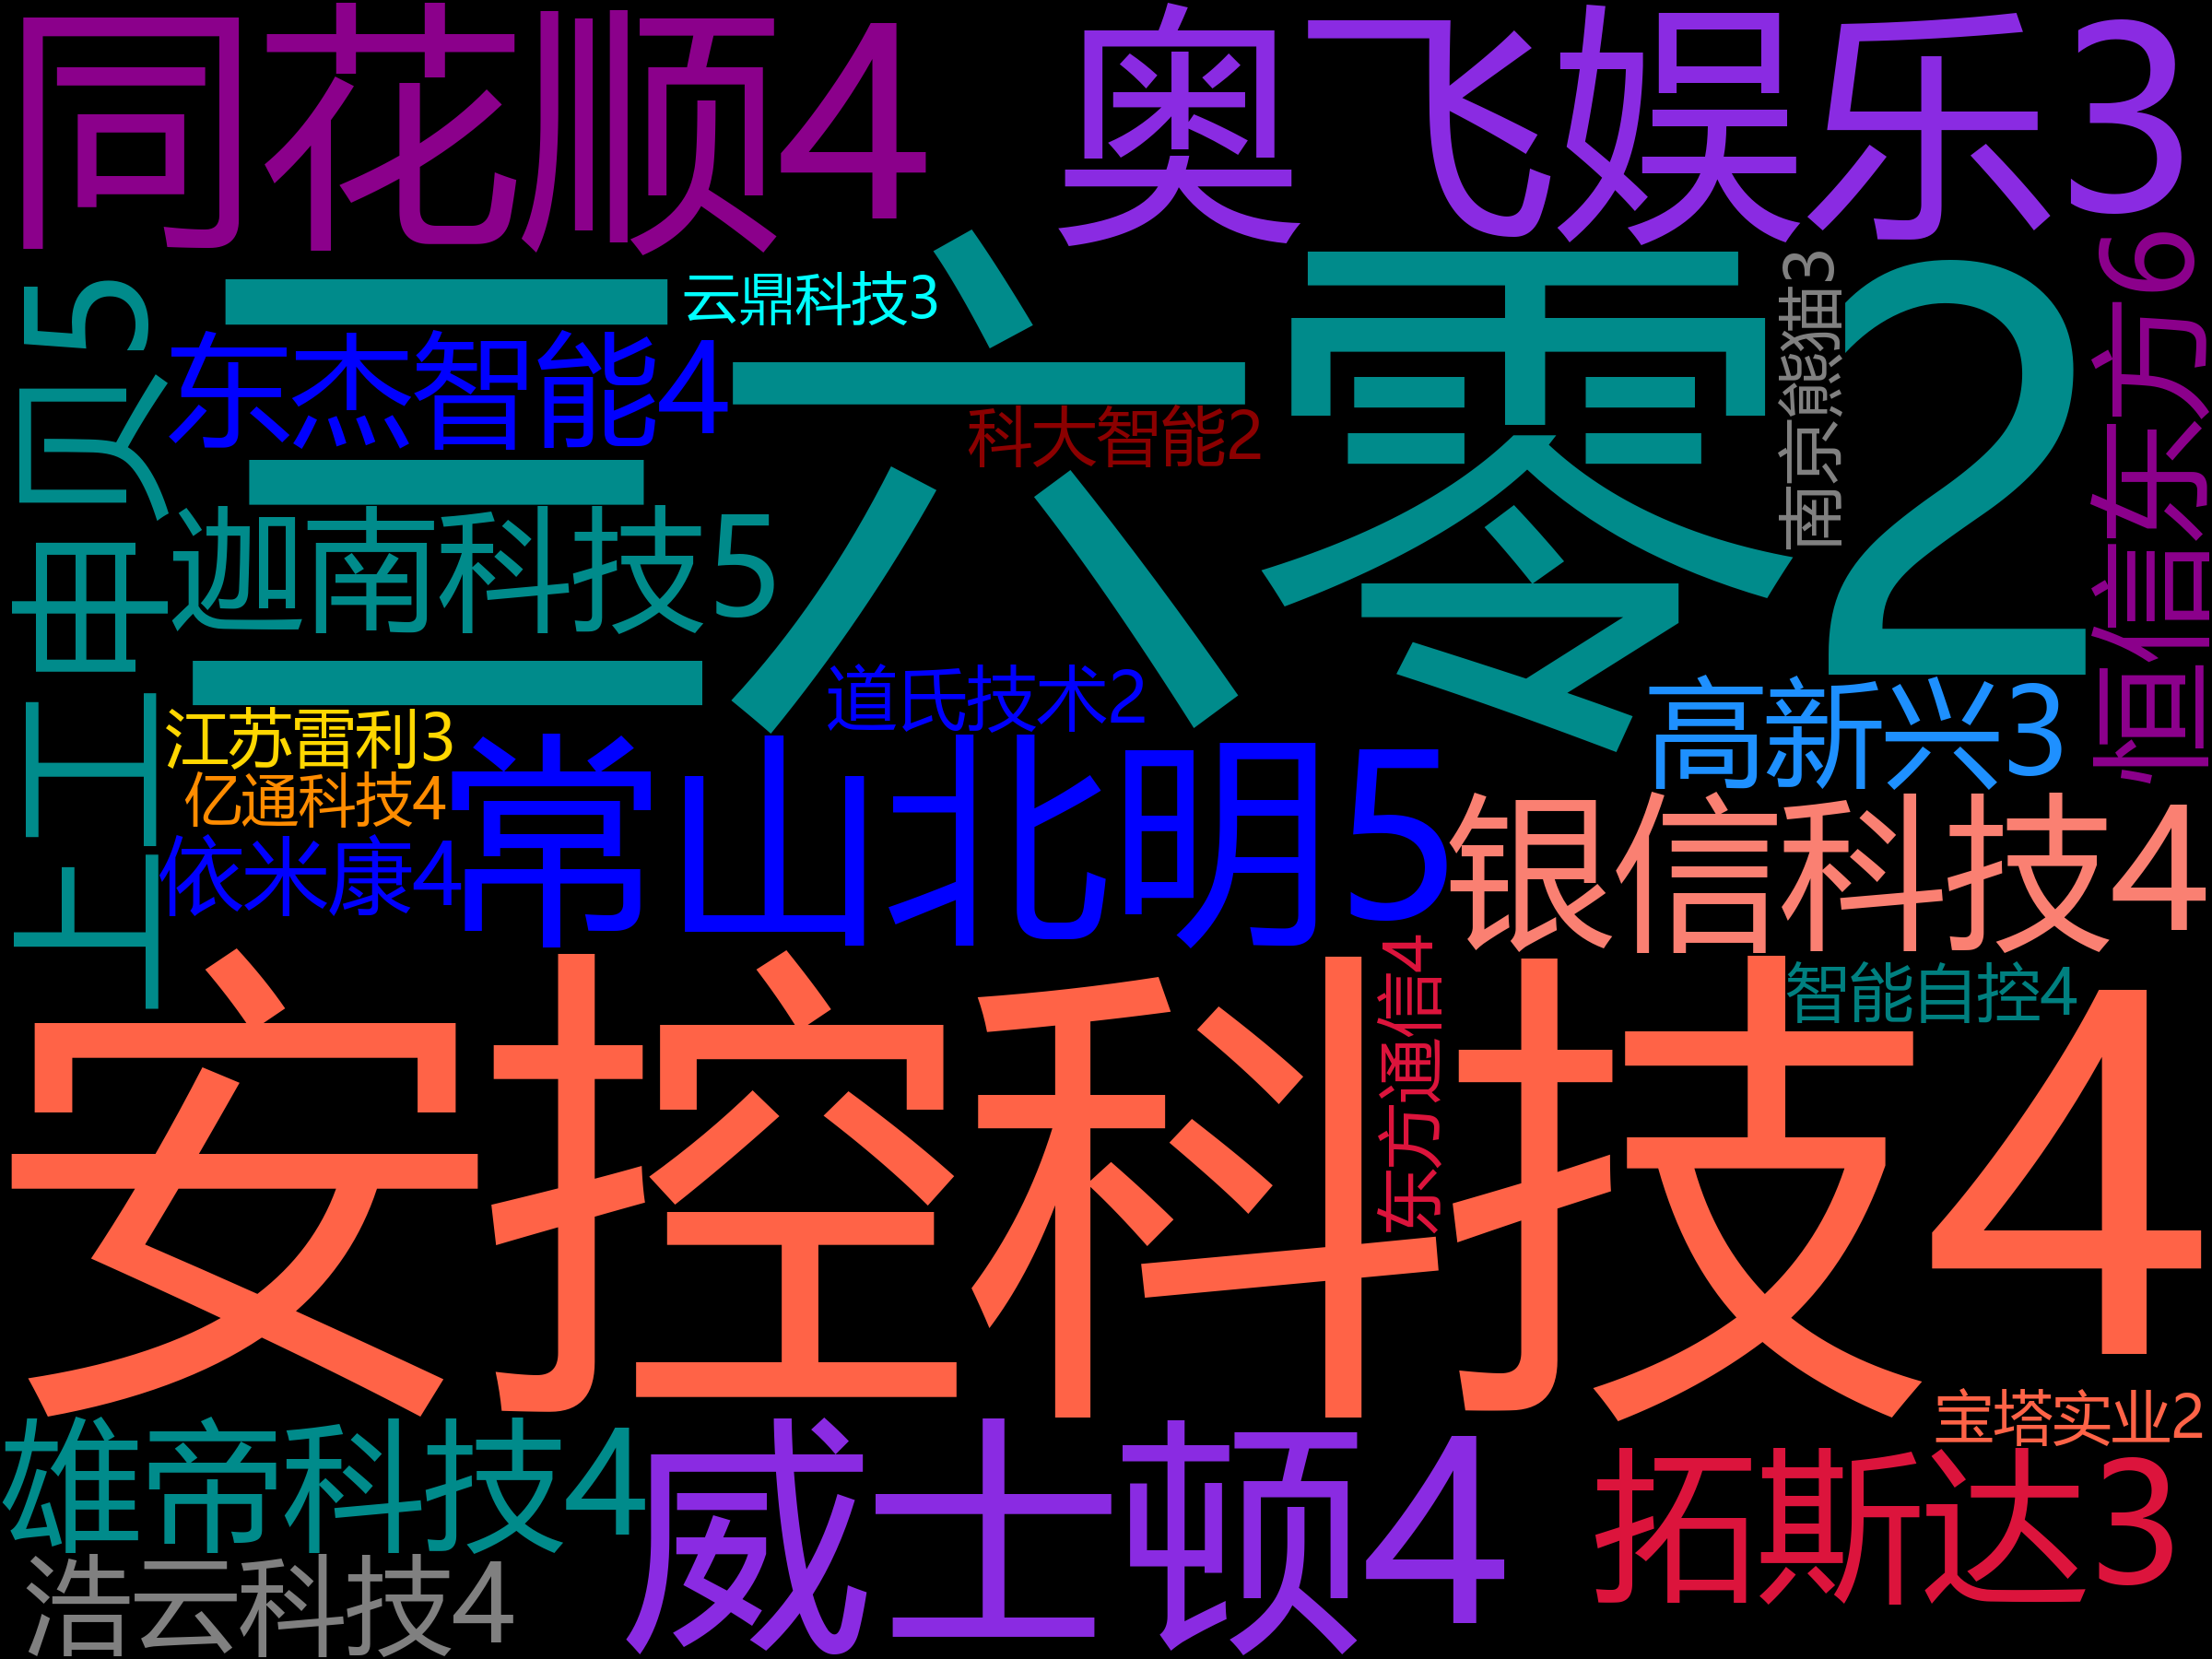 同花顺4
奥飞娱乐3
三六零2
云鼎科技3
东杰智能4
科大智能2
南京熊猫3
恒信东方6
上工申贝5
迦南科技5
道氏技术2
高新兴3
江苏雷利3
亿通科技4
依米康4
常山北明5
银信科技4
智能自控4
东方通信4
安控科技4
宝塔实业2
雄帝科技4
浩云科技4
威士顿4
拓斯达3